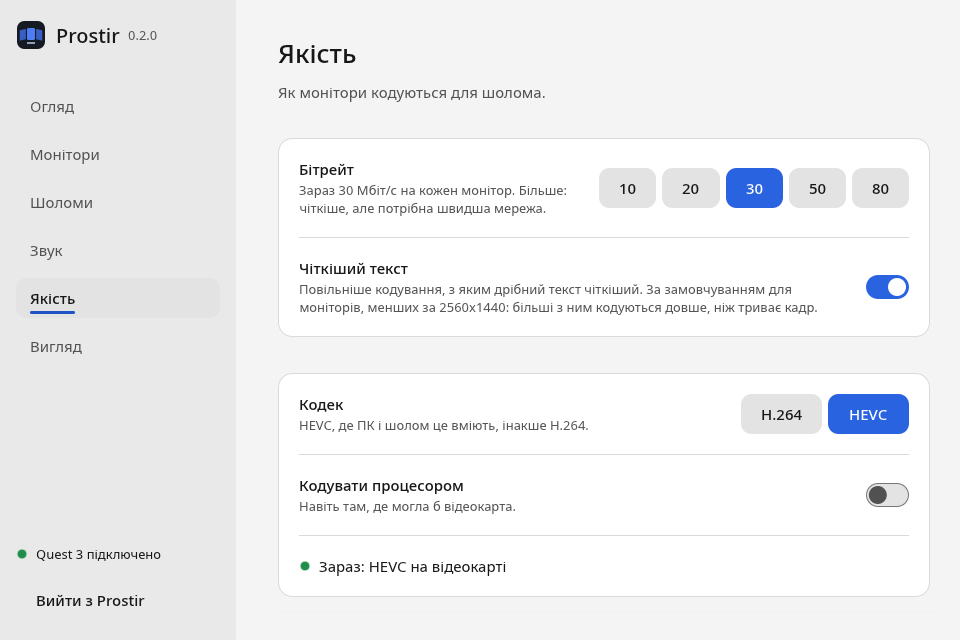 Prostir 0.2.0
Огляд
Монітори
Шоломи
Звук
Якість
Вигляд
Quest 3 підключено
Вийти з Prostir
Якість
Як монітори кодуються для шолома.
Бітрейт
Зараз 30 Мбіт/с на кожен монітор. Більше:
чіткіше, але потрібна швидша мережа.
10 20 30 50 80
Чіткіший текст
Повільніше кодування, з яким дрібний текст чіткіший. За замовчуванням для
моніторів, менших за 2560x1440: більші з ним кодуються довше, ніж триває кадр.
Кодек
HEVC, де ПК і шолом це вміють, інакше H.264.
H.264 HEVC
Кодувати процесором
Навіть там, де могла б відеокарта.
Зараз: HEVC на відеокарті